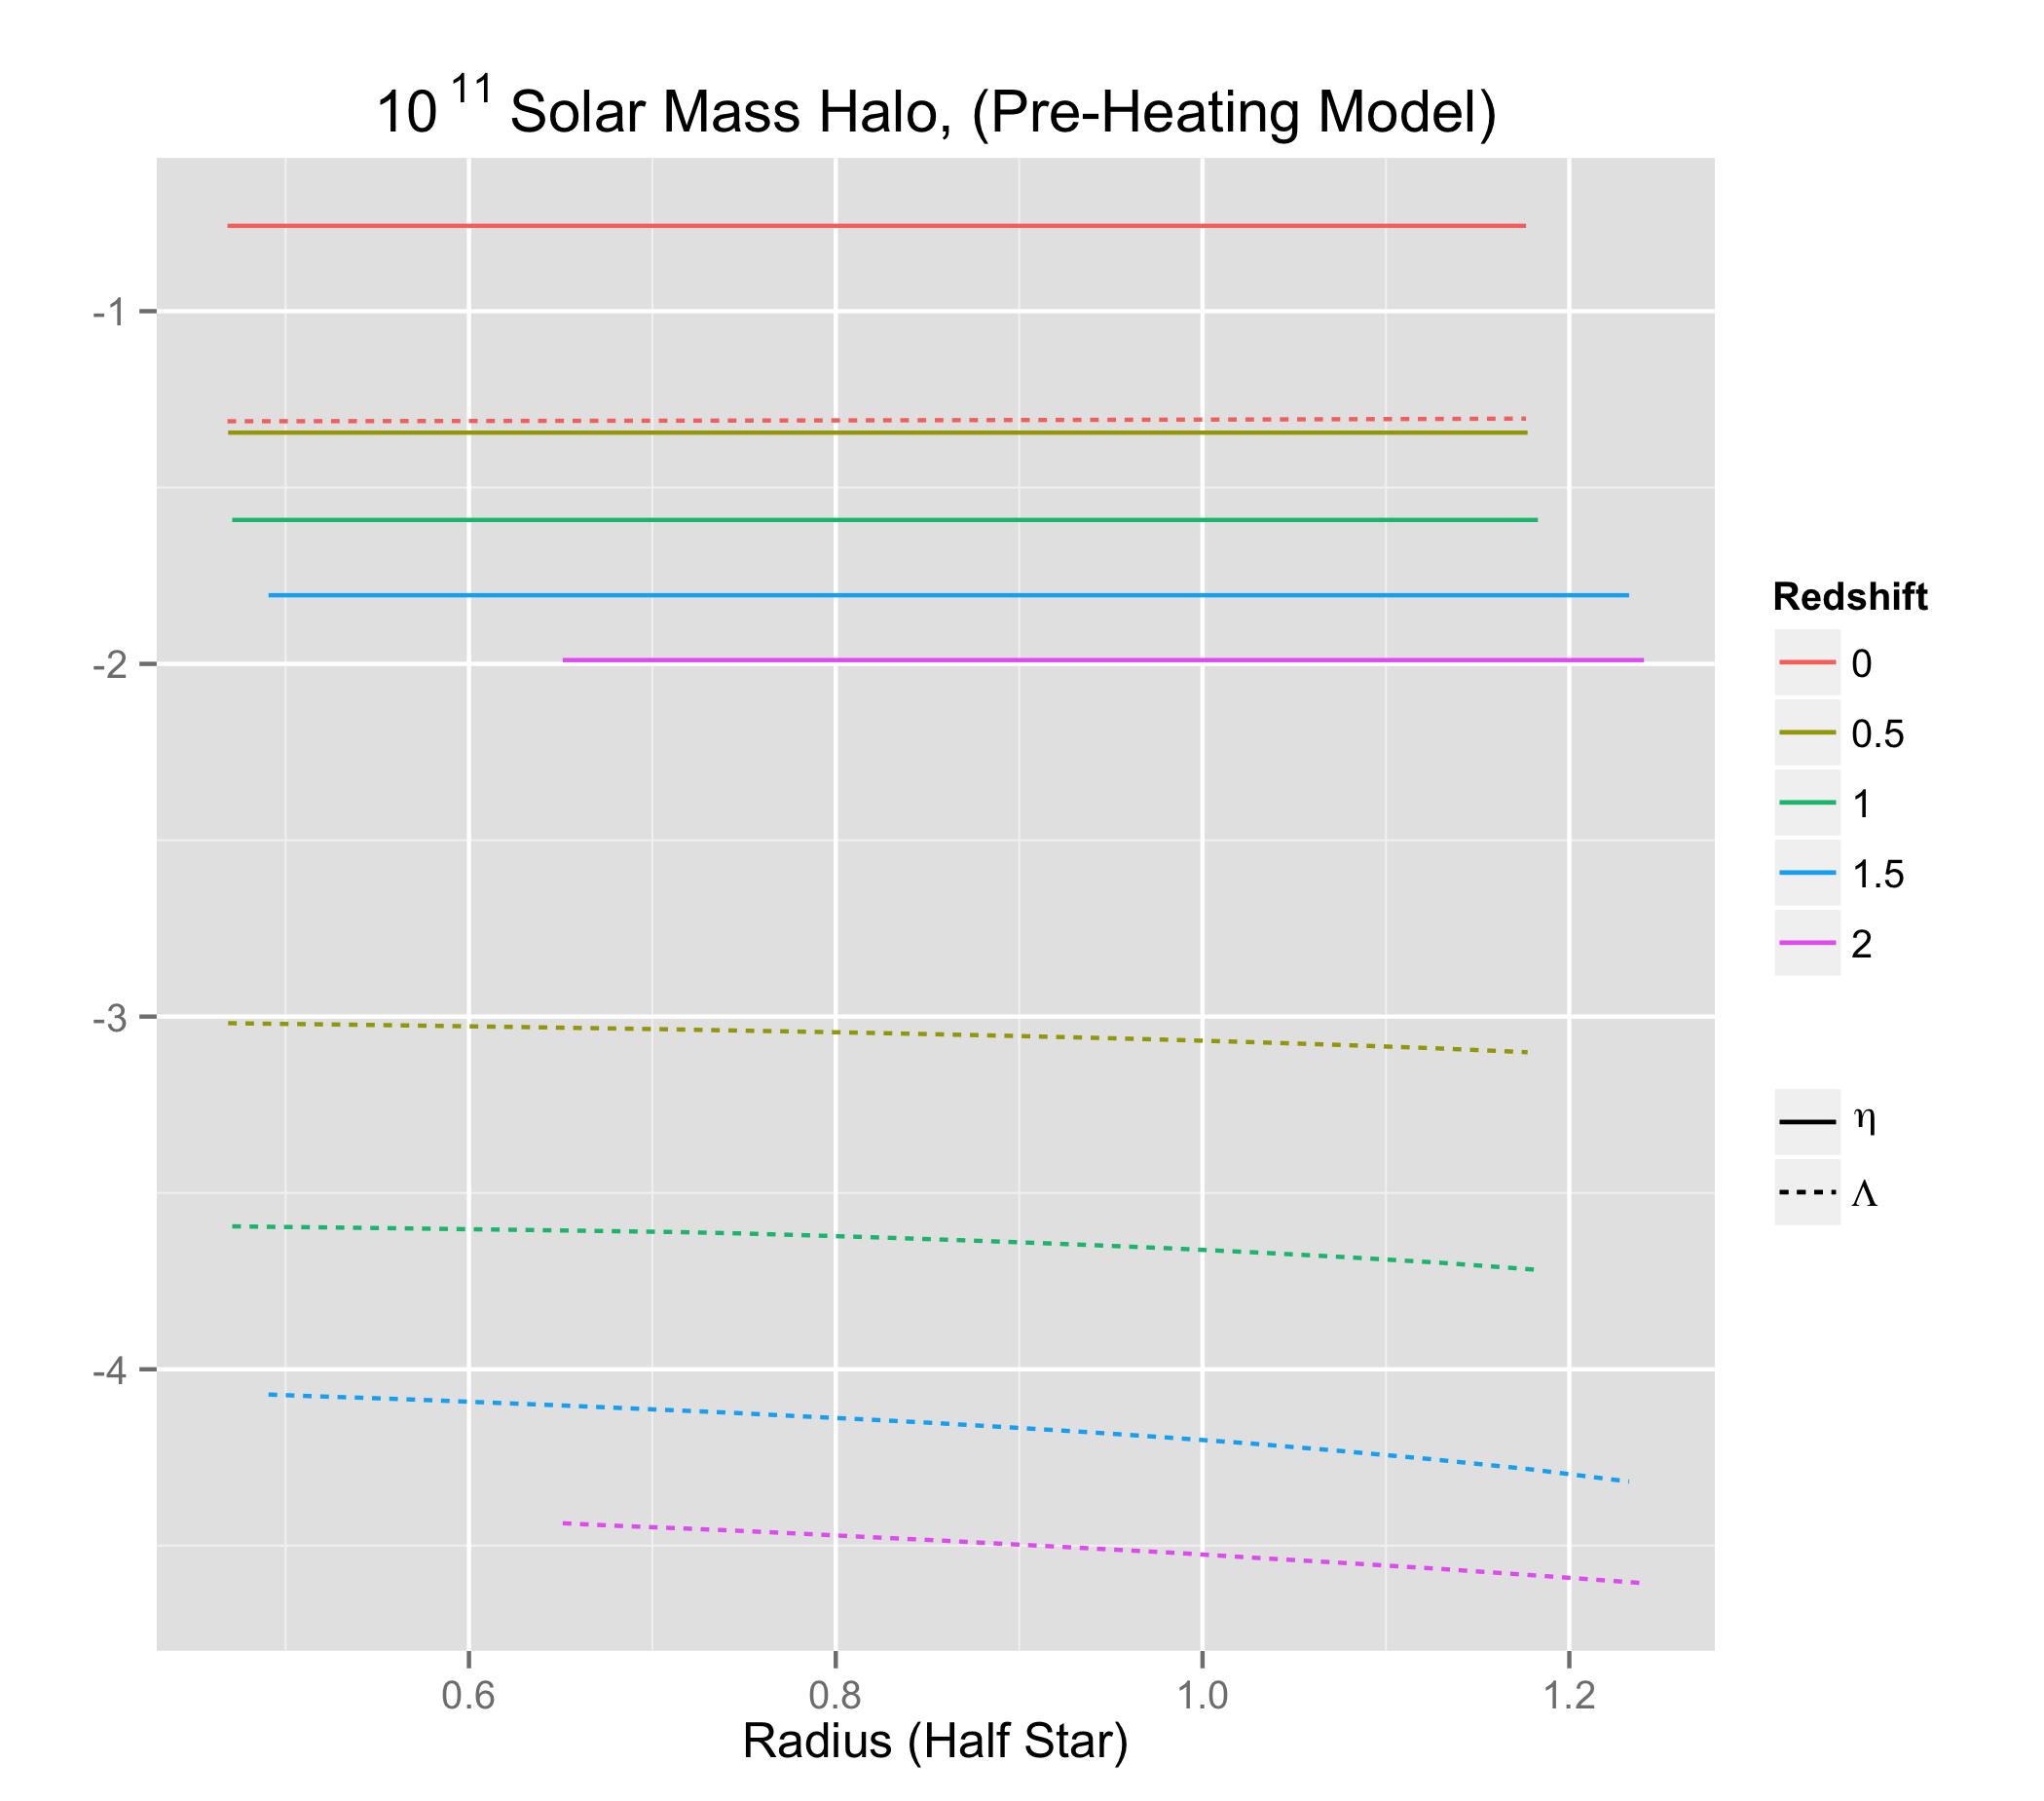 10 11 Solar Mass Halo, (Pre-Heating Model)
-1
-2
-3
-4
0.6 0.8 1.0 1.2
Radius (Half Star)
Redshift
0
0.5
1
1.5
2
η
Λ